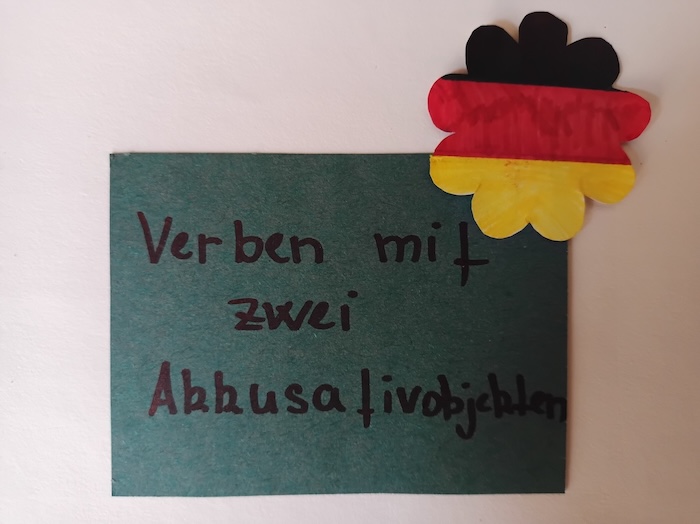 Verben mit
zwei
Akkusativobjekten